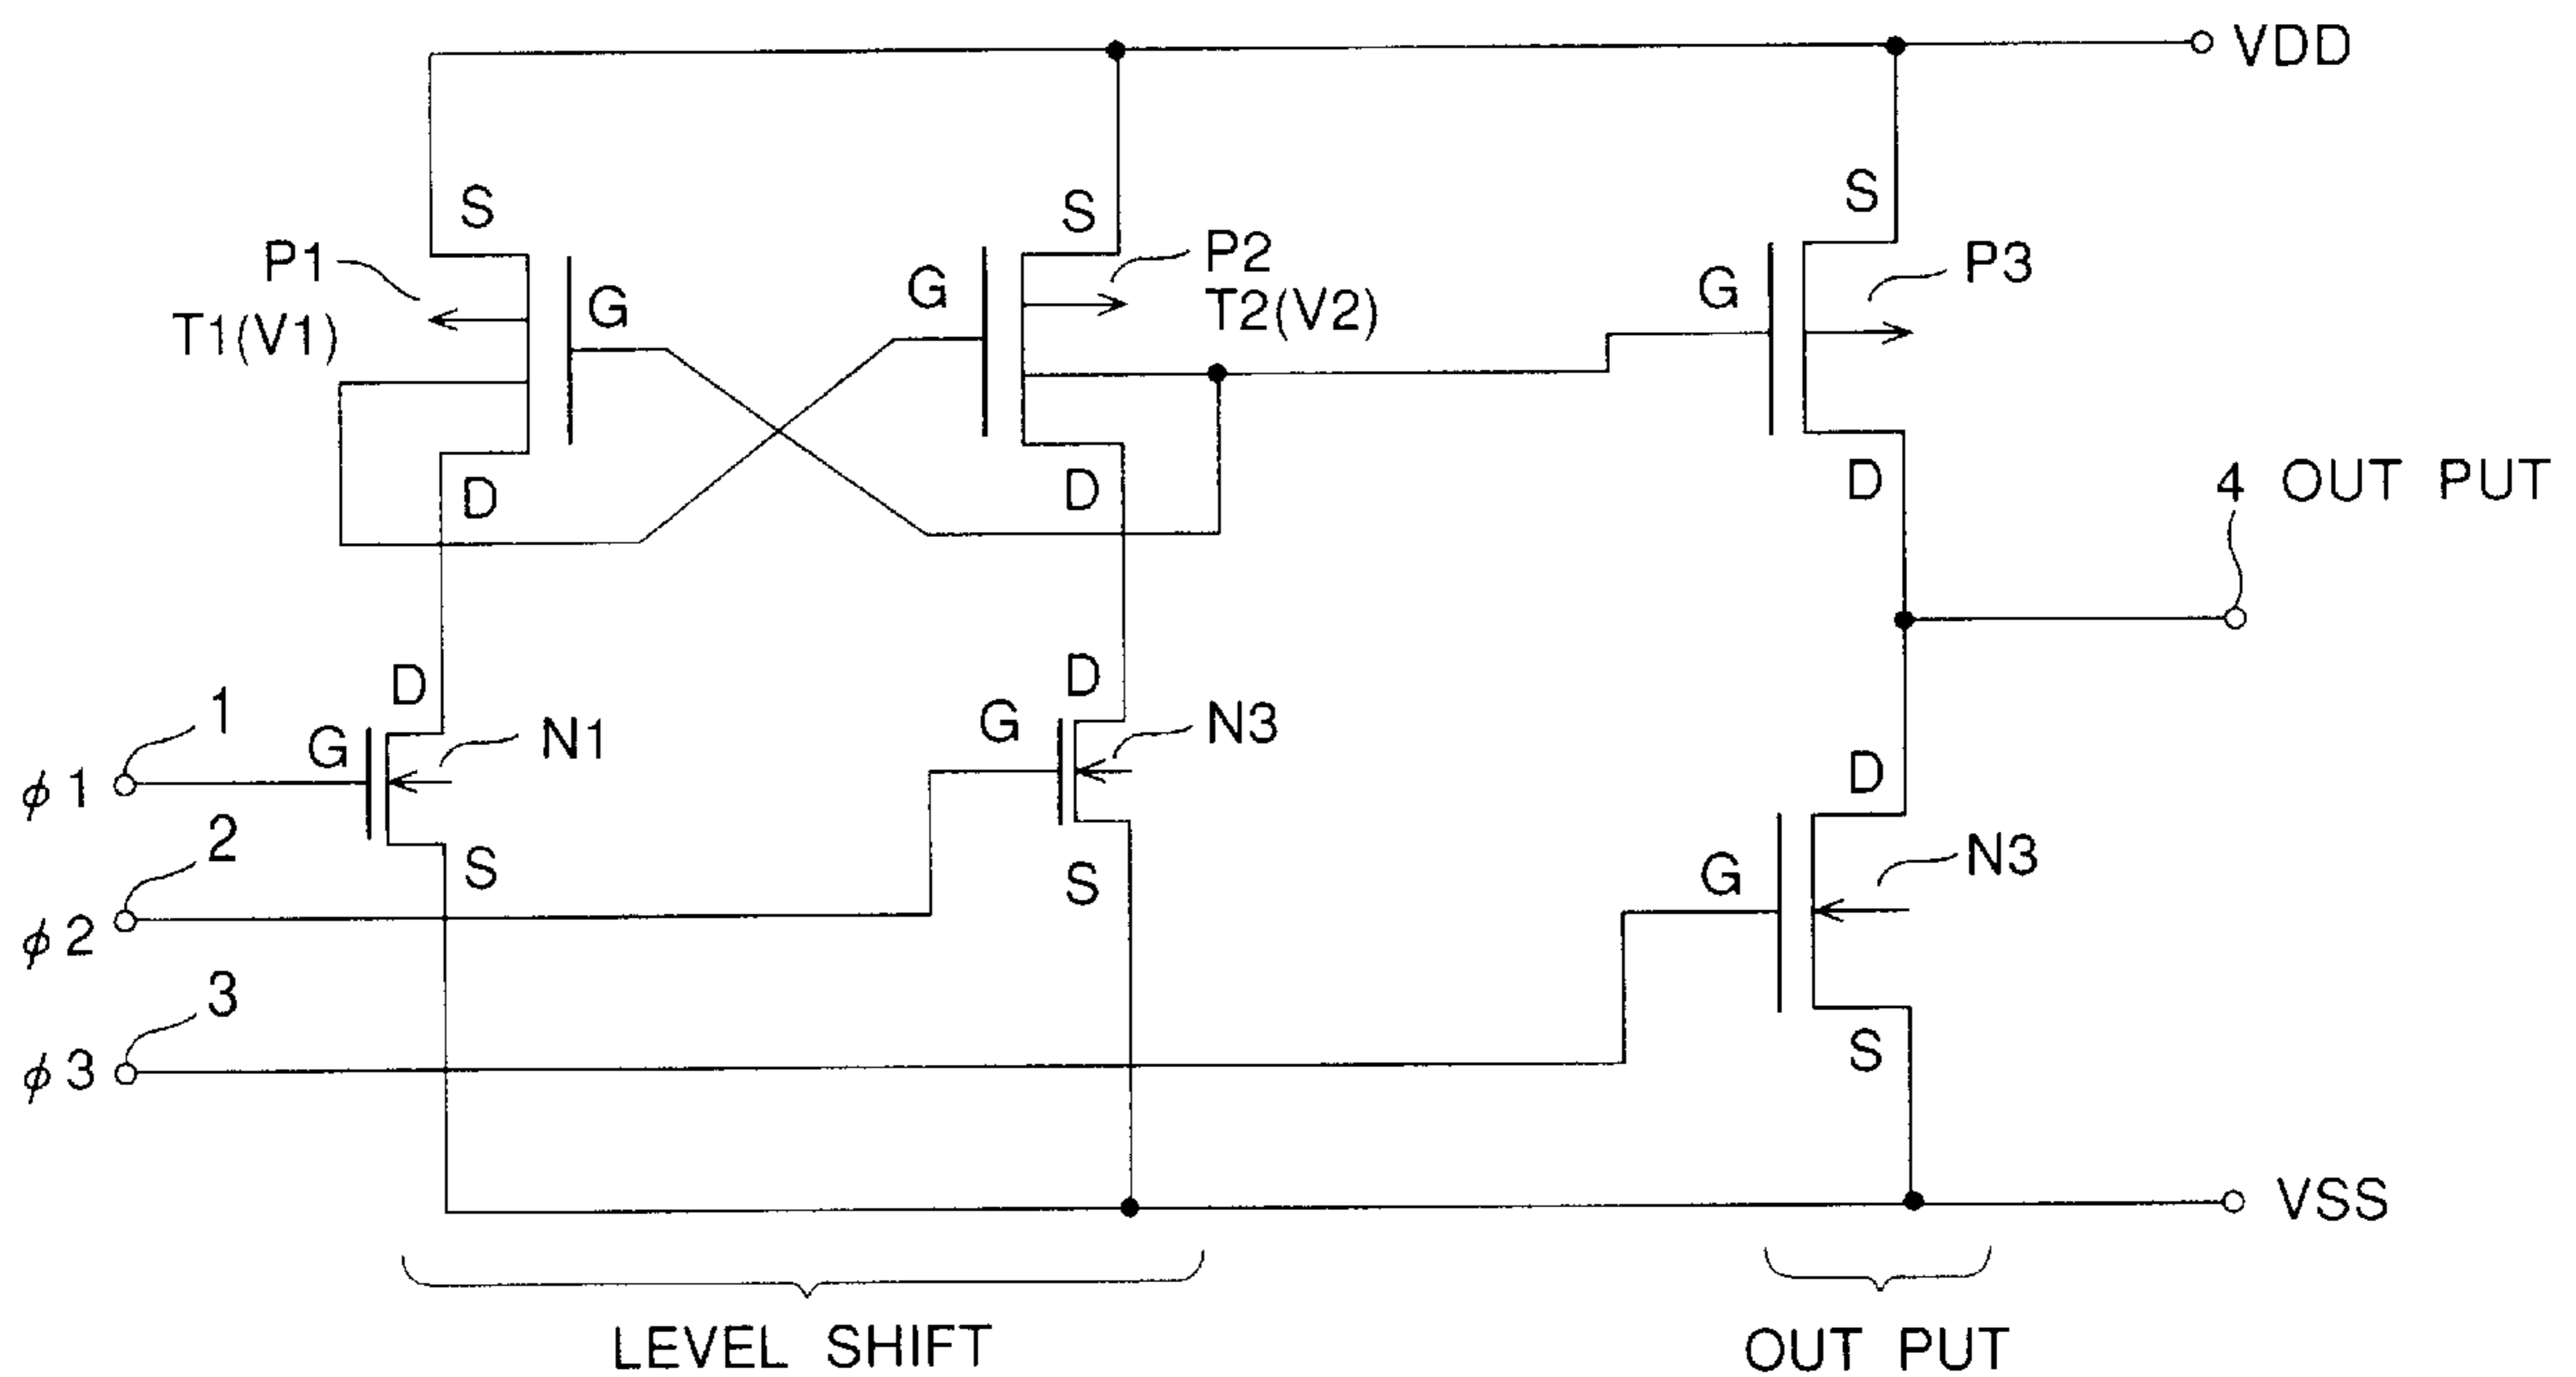 VDD
S
S
S
P1
G
G
P2
G
P3
T1(V1)
T2(V2)
D
D
D
4 OUT PUT
1
D
D
G
N1
G
N3
D
φ1
2
S
S
G
N3
φ2
3
S
φ3
VSS
LEVEL SHIFT
OUT PUT